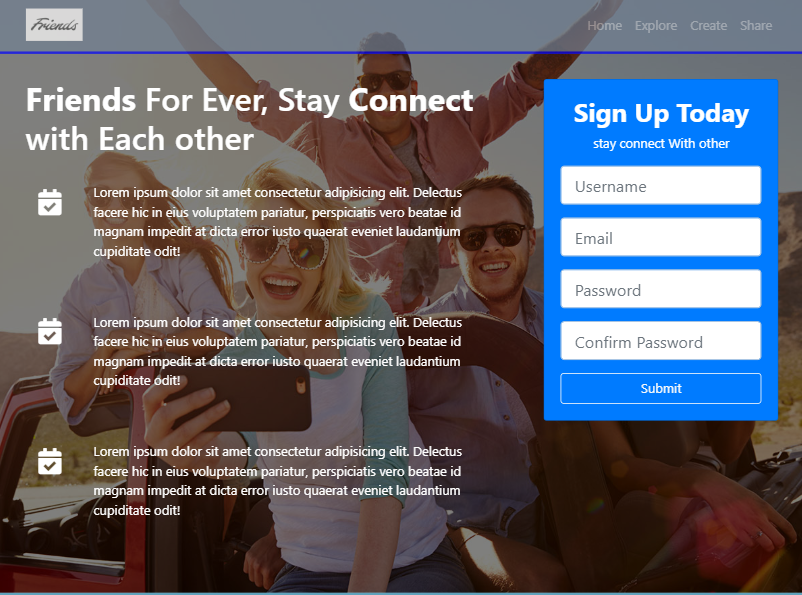 Friends
Home Explore Create Share
Friends For Ever, Stay Connect
with Each other
Lorem ipsum dolor sit amet consectetur adipisicing elit. Delectus
facere hic in eius voluptatem pariatur, perspiciatis vero beatae id
magnam impedit at dicta error iusto quaerat eveniet laudantium
cupiditate odit!
Lorem ipsum dolor sit amet consectetur adipisicing elit. Delectus
facere hic in eius voluptatem pariatur, perspiciatis vero beatae id
magnam impedit at dicta error iusto quaerat eveniet laudantium
cupiditate odit!
Lorem ipsum dolor sit amet consectetur adipisicing elit. Delectus
facere hic in eius voluptatem pariatur, perspiciatis vero beatae id
magnam impedit at dicta error iusto quaerat eveniet laudantium
cupiditate odit!
Sign Up Today
stay connect With other
Username
Email
Password
Confirm Password
Submit